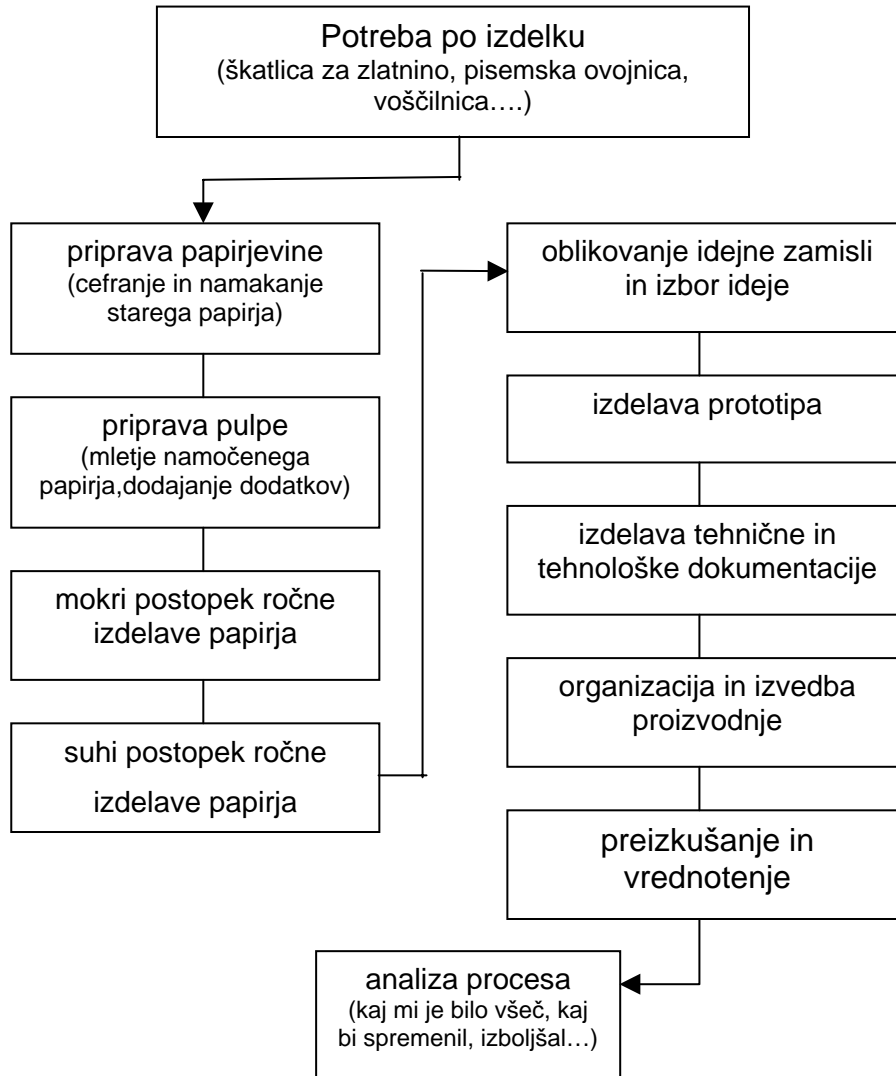 Potreba po izdelku
(škatlica za zlatnino, pisemska ovojnica,
voščilnica….)
priprava papirjevine
(cefranje in namakanje
starega papirja)
priprava pulpe
(mletje namočenega
papirja,dodajanje dodatkov)
mokri postopek ročne
izdelave papirja
suhi postopek ročne
izdelave papirja
oblikovanje idejne zamisli
in izbor ideje
izdelava prototipa
izdelava tehnične in
tehnološke dokumentacije
organizacija in izvedba
proizvodnje
preizkušanje in
vrednotenje
analiza procesa
(kaj mi je bilo všeč, kaj
bi spremenil, izboljšal…)